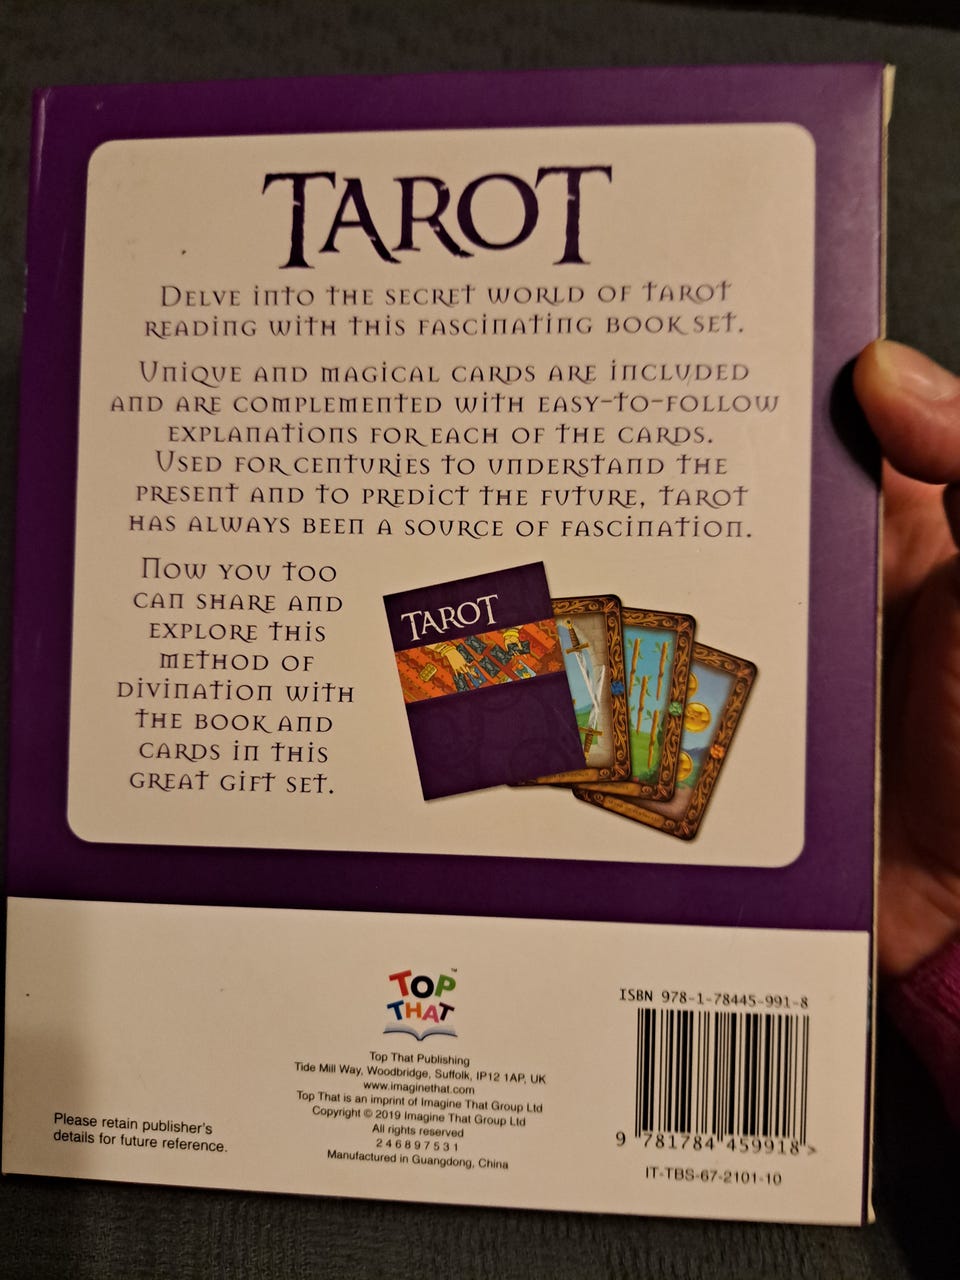 TAROT
DELVE INTO THE SECRET WORLD OF TAROT
READING WITH THIS FASCINATING BOOK SET.
UNIQUE AND MAGICAL CARDS ARE INCLUDED
AND ARE COMPLEMENTED WITH EASY-TO-FOLLOW
EXPLANATIONS FOR EACH OF THE CARDS.
USED FOR CENTURIES TO UNDERSTAND THE
PRESENT AND TO PREDICT THE FUTURE, TAROT
HAS ALWAYS BEEN A SOURCE OF FASCINATION.
NOW YOU TOO
CAN SHARE AND
EXPLORE THIS
METHOD OF
DIVINATION WITH
THE BOOK AND
CARDS IN THIS
GREAT GIFT SET.
TAROT
TOP
THAT
™
Top That Publishing
Tide Mill Way, Woodbridge, Suffolk, IP12 1AP, UK
www.imaginethat.com
Top That is an imprint of Imagine That Group Ltd
Copyright © 2019 Imagine That Group Ltd
All rights reserved
2 4 6 8 9 7 5 3 1
Manufactured in Guangdong, China
Please retain publisher's
details for future reference.
ISBN 978-1-78445-991-8
9 781784 459918 >
IT-TBS-67-2101-10